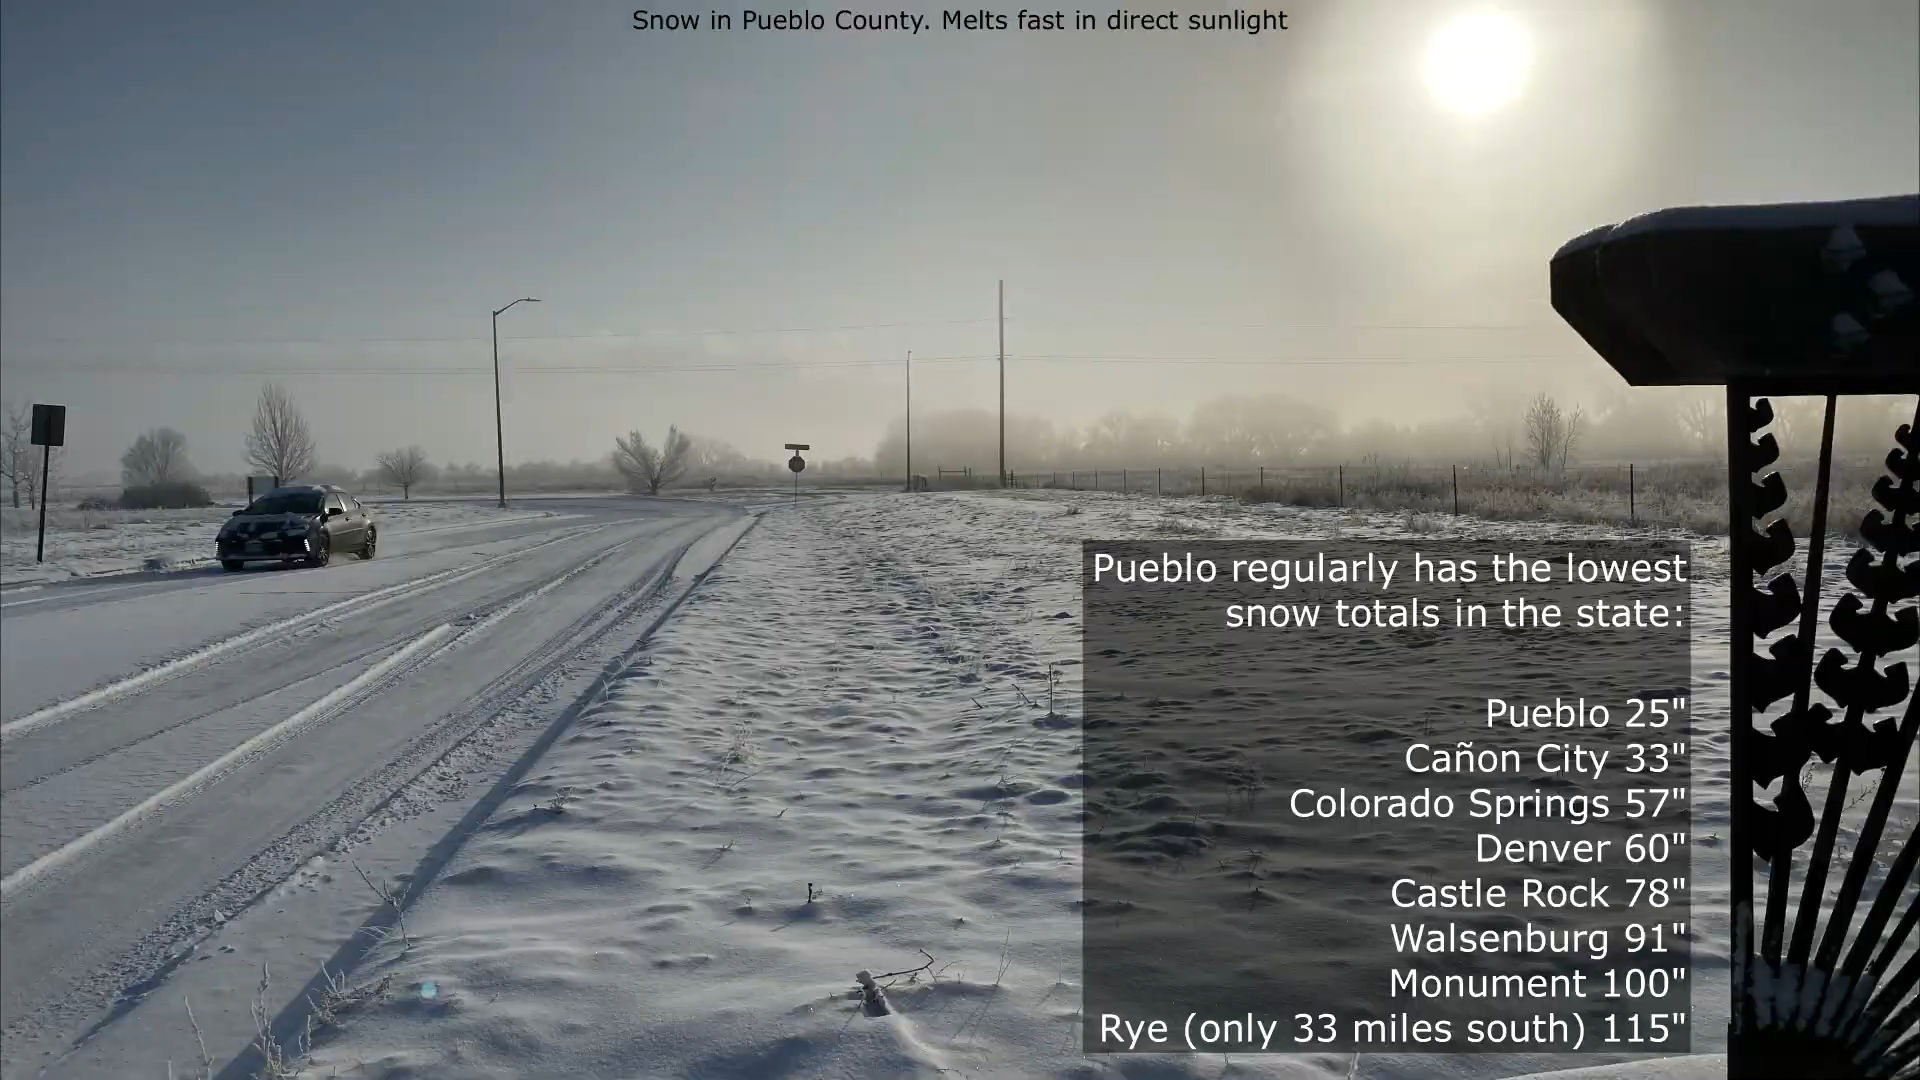 Snow in Pueblo County. Melts fast in direct sunlight
Pueblo regularly has the lowest
snow totals in the state:
Pueblo 25"
Cañon City 33"
Colorado Springs 57"
Denver 60"
Castle Rock 78"
Walsenburg 91"
Monument 100"
Rye (only 33 miles south) 115"